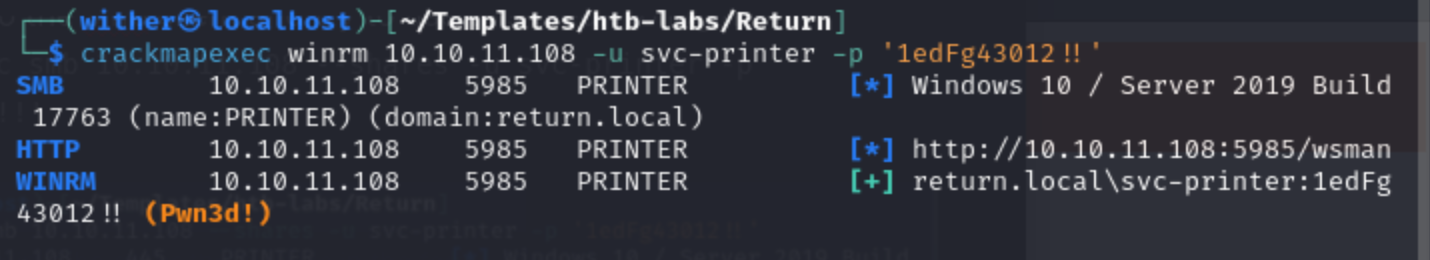 ┌──(wither㉿localhost)-[~/Templates/htb-labs/Return]
└─$ crackmapexec winrm 10.10.11.108 -u svc-printer -p '1edFg43012!!'
SMB 10.10.11.108 5985 PRINTER [*] Windows 10 / Server 2019 Build
17763 (name:PRINTER) (domain:return.local)
HTTP 10.10.11.108 5985 PRINTER [*] http://10.10.11.108:5985/wsman
WINRM 10.10.11.108 5985 PRINTER [+] return.local\svc-printer:1edFg
43012!! (Pwn3d!)